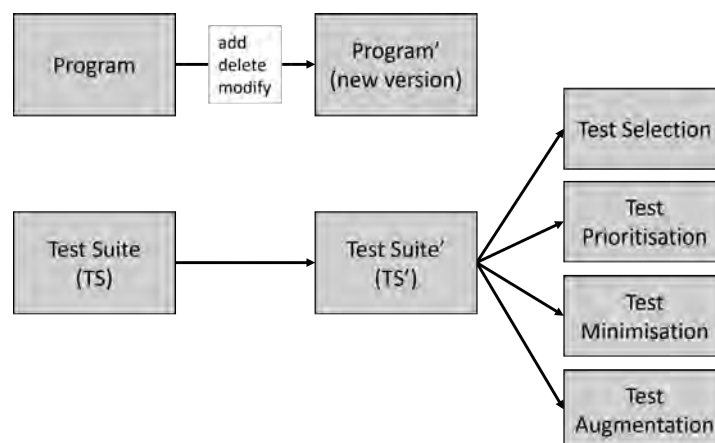 Program
add
delete
modify
Program’
(new version)
Test Selection
Test
Prioritisation
Test Suite
(TS)
Test Suite’
(TS’)
Test
Minimisation
Test
Augmentation